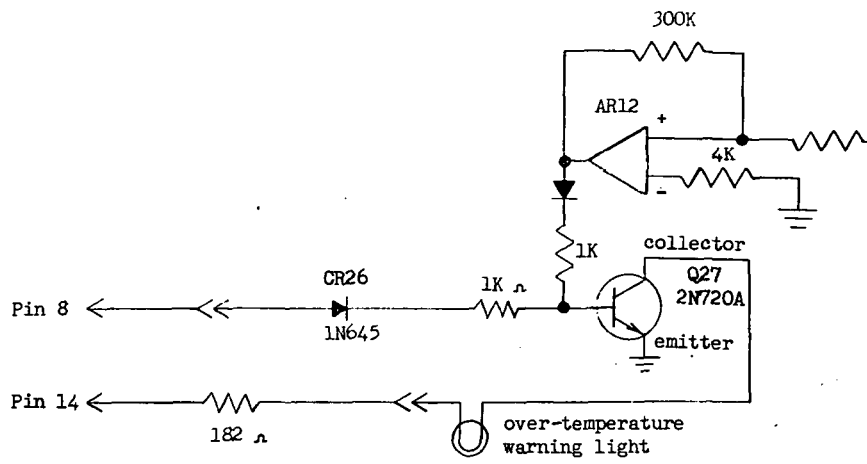 300K
AR12
+
4K
-
1K
collector
CR26
1K Ω
Q27
2N720A
Pin 8
1N645
emitter
Pin 14
182 Ω
over-temperature
warning light